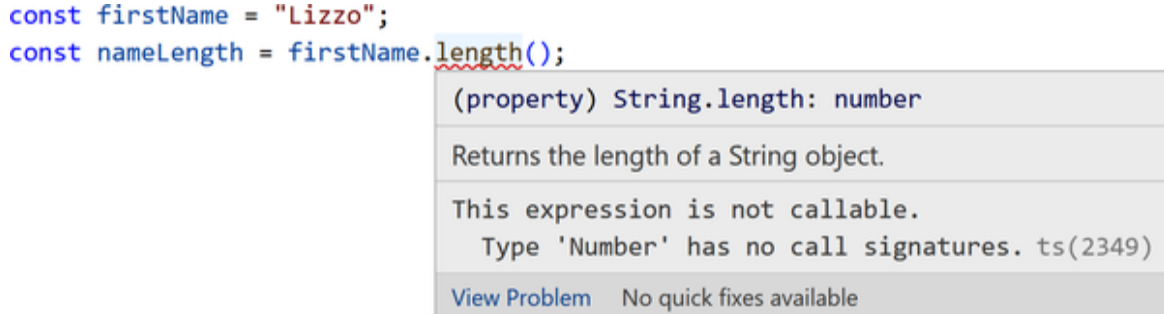 const firstName = "Lizzo";
const nameLength = firstName.length();
(property) String.length: number
Returns the length of a String object.
This expression is not callable.
Type 'Number' has no call signatures. ts(2349)
View Problem No quick fixes available